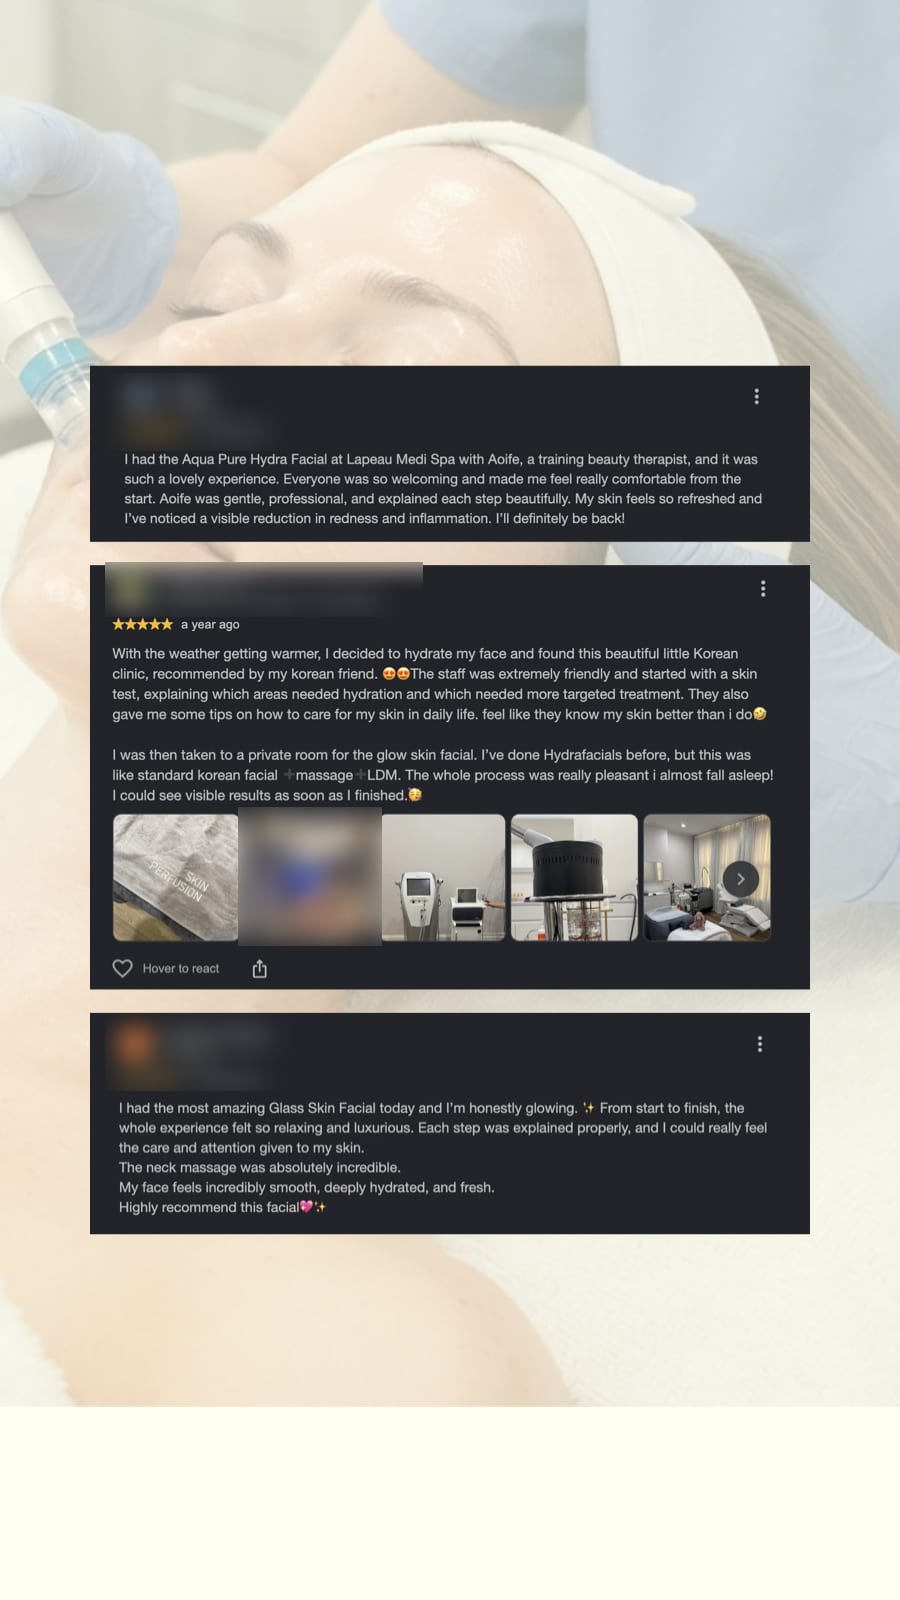 I had the Aqua Pure Hydra Facial at Lapeau Medi Spa with Aoife, a training beauty therapist, and it was
such a lovely experience. Everyone was so welcoming and made me feel really comfortable from the
start. Aoife was gentle, professional, and explained each step beautifully. My skin feels so refreshed and
I've noticed a visible reduction in redness and inflammation. I'll definitely be back!
★★★★★ a year ago
With the weather getting warmer, I decided to hydrate my face and found this beautiful little Korean
clinic, recommended by my korean friend. 😍😍The staff was extremely friendly and started with a skin
test, explaining which areas needed hydration and which needed more targeted treatment. They also
gave me some tips on how to care for my skin in daily life. feel like they know my skin better than i do🤣
I was then taken to a private room for the glow skin facial. I've done Hydrafacials before, but this was
like standard korean facial ➕massage➕LDM. The whole process was really pleasant i almost fall asleep!
I could see visible results as soon as I finished.🥳
SKIN
PERFUSION
Hover to react
I had the most amazing Glass Skin Facial today and I'm honestly glowing. ✨ From start to finish, the
whole experience felt so relaxing and luxurious. Each step was explained properly, and I could really feel
the care and attention given to my skin.
The neck massage was absolutely incredible.
My face feels incredibly smooth, deeply hydrated, and fresh.
Highly recommend this facial💖✨